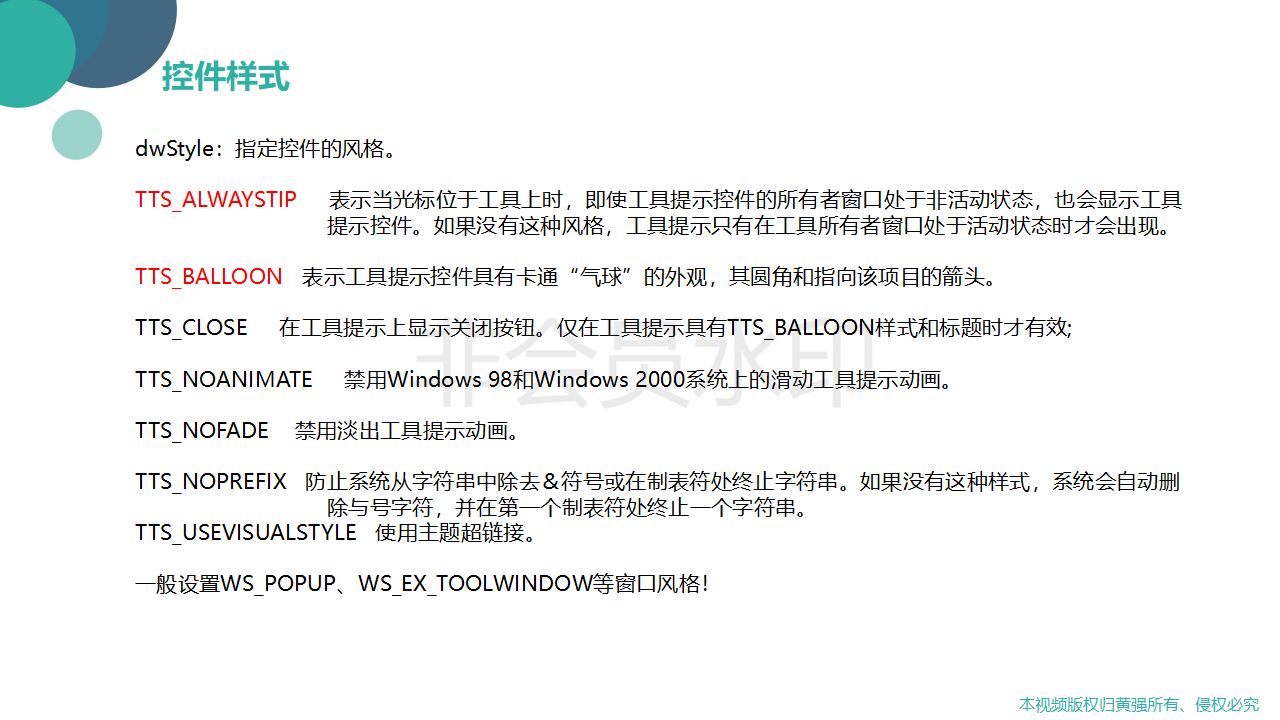 控件样式
dwStyle：指定控件的风格。
TTS_ALWAYSTIP 表示当光标位于工具上时，即使工具提示控件的所有者窗口处于非活动状态，也会显示工具
提示控件。如果没有这种风格，工具提示只有在工具所有者窗口处于活动状态时才会出现。
TTS_BALLOON 表示工具提示控件具有卡通“气球”的外观，其圆角和指向该项目的箭头。
TTS_CLOSE 在工具提示上显示关闭按钮。仅在工具提示具有TTS_BALLOON样式和标题时才有效;
非会员水印
TTS_NOANIMATE 禁用Windows 98和Windows 2000系统上的滑动工具提示动画。
TTS_NOFADE 禁用淡出工具提示动画。
TTS_NOPREFIX 防止系统从字符串中除去＆符号或在制表符处终止字符串。如果没有这种样式，系统会自动删
除与号字符，并在第一个制表符处终止一个字符串。
TTS_USEVISUALSTYLE 使用主题超链接。
一般设置WS_POPUP、WS_EX_TOOLWINDOW等窗口风格！
本视频版权归黄强所有、侵权必究